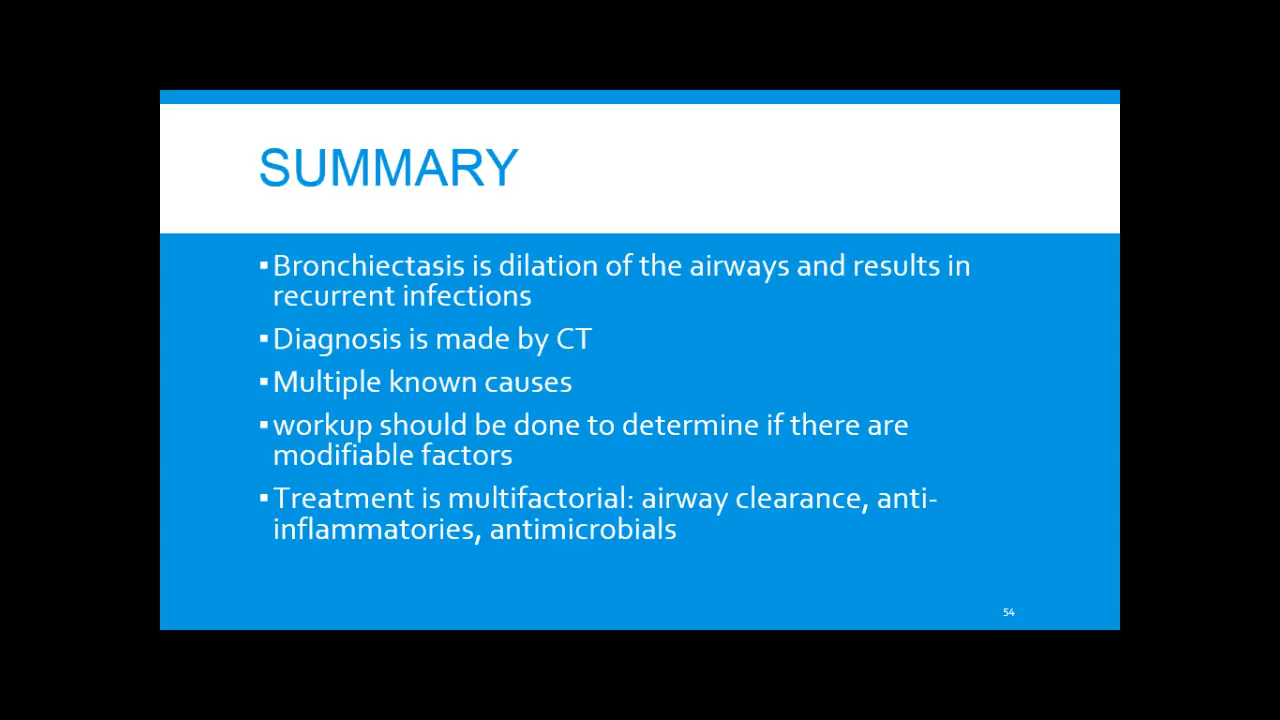 SUMMARY
▪Bronchiectasis is dilation of the airways and results in
recurrent infections
▪Diagnosis is made by CT
▪Multiple known causes
▪workup should be done to determine if there are
modifiable factors
▪Treatment is multifactorial: airway clearance, anti-
inflammatories, antimicrobials
54